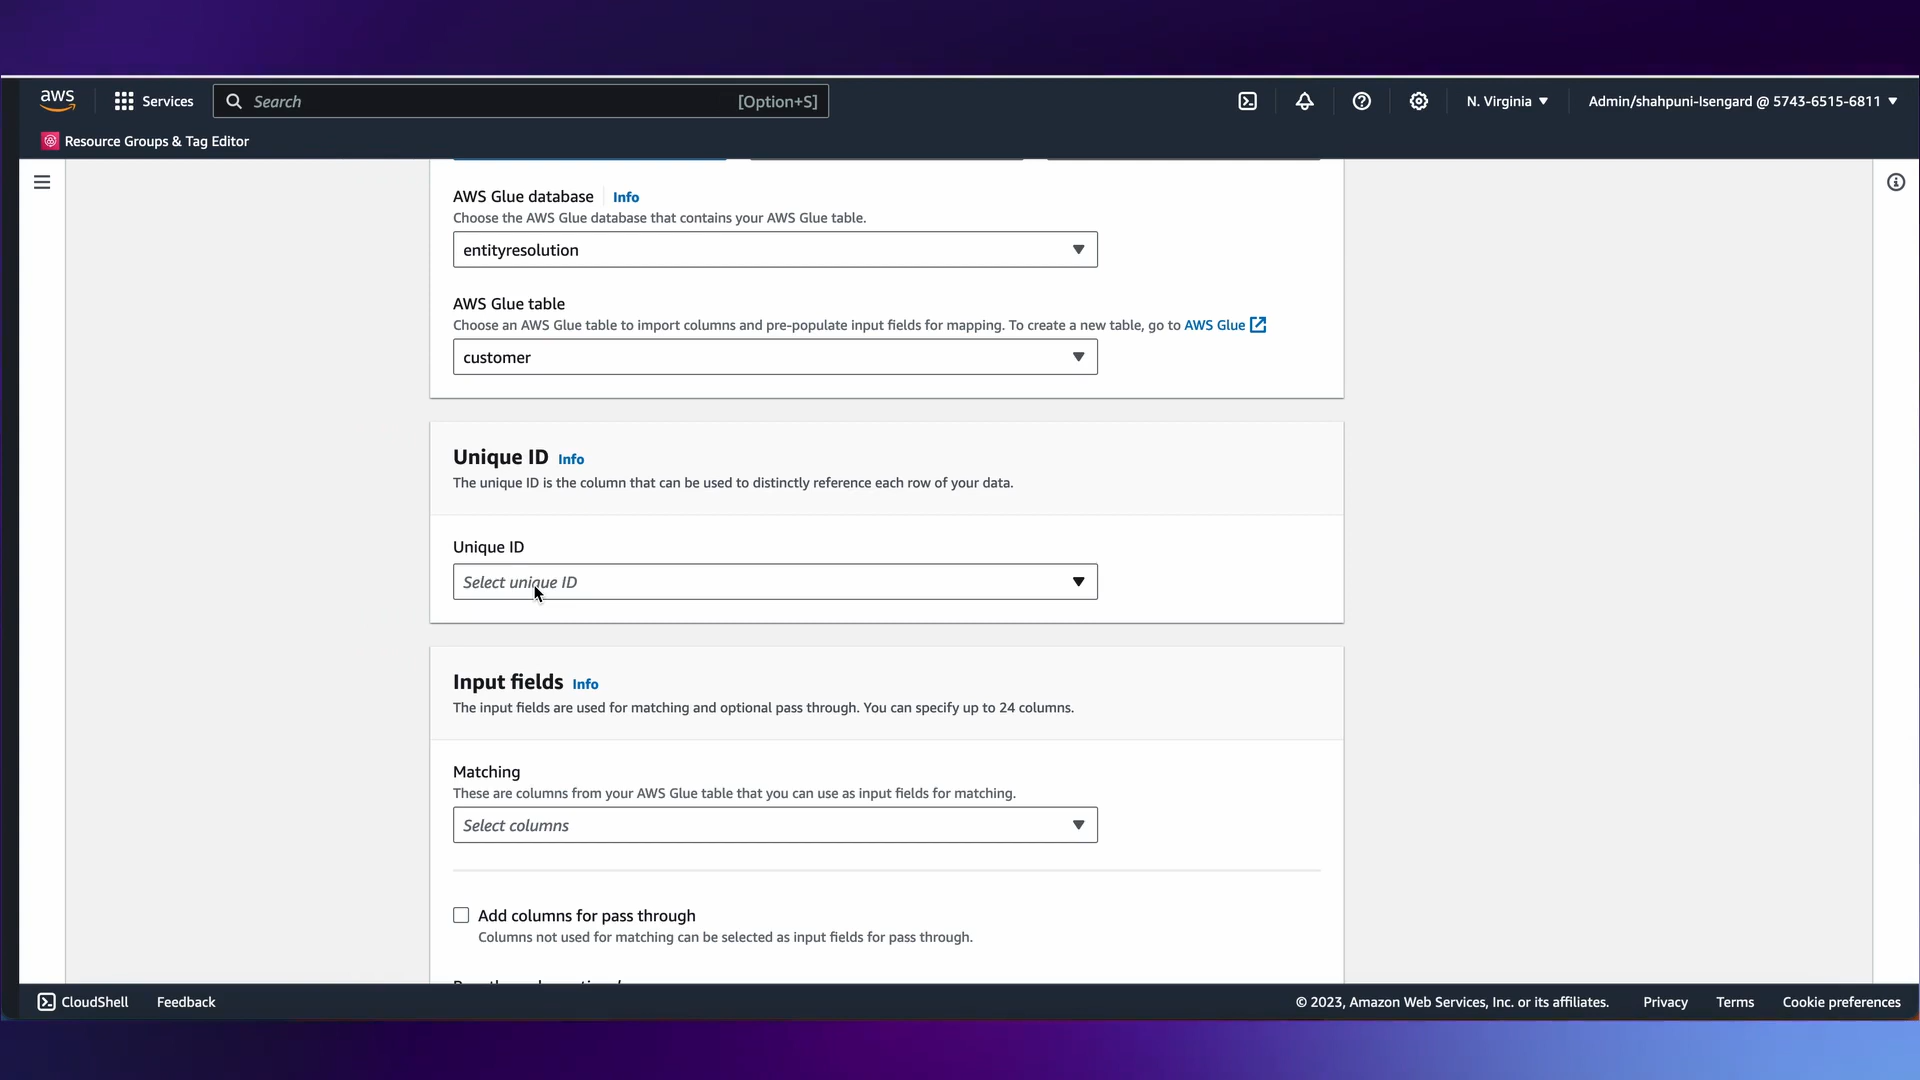 aws
Services
Search
[Option+S]
N. Virginia
Admin/shahpuni-Isengard @ 5743-6515-6811
Resource Groups & Tag Editor
AWS Glue database
Info
Choose the AWS Glue database that contains your AWS Glue table.
entityresolution
AWS Glue table
Choose an AWS Glue table to import columns and pre-populate input fields for mapping. To create a new table, go to AWS Glue
customer
Unique ID Info
The unique ID is the column that can be used to distinctly reference each row of your data.
Unique ID
Select unique ID
Input fields Info
The input fields are used for matching and optional pass through. You can specify up to 24 columns.
Matching
These are columns from your AWS Glue table that you can use as input fields for matching.
Select columns
Add columns for pass through
Columns not used for matching can be selected as input fields for pass through.
CloudShell
Feedback
© 2023, Amazon Web Services, Inc. or its affiliates.
Privacy
Terms
Cookie preferences